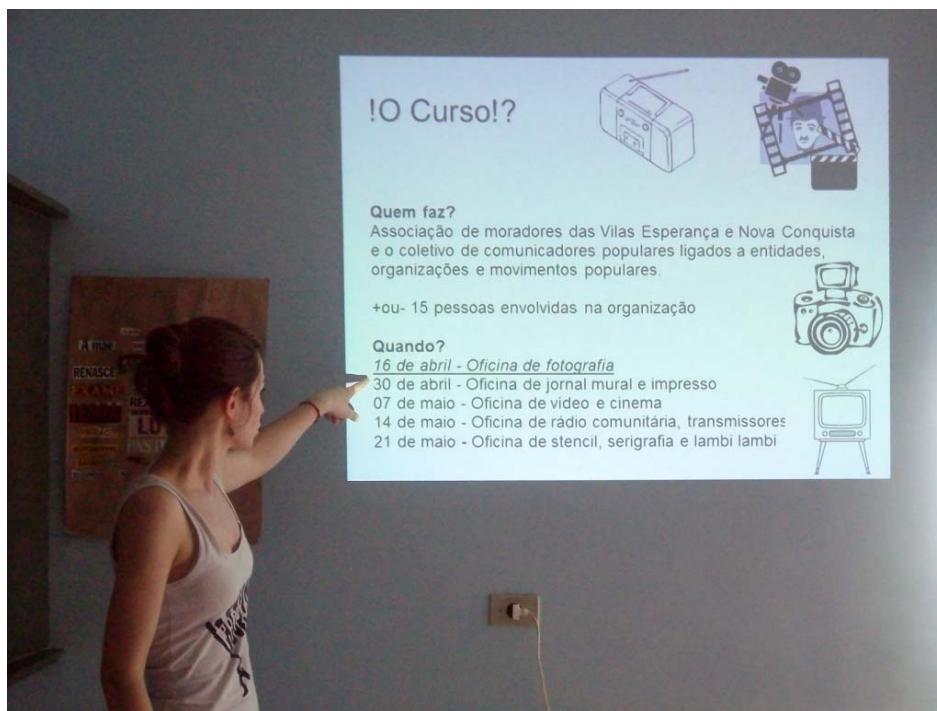 !O Curso!?
Quem faz?
Associação de moradores das Vilas Esperança e Nova Conquista
e o coletivo de comunicadores populares ligados a entidades,
organizações e movimentos populares.
+ou- 15 pessoas envolvidas na organização
Quando?
16 de abril - Oficina de fotografia
30 de abril - Oficina de jornal mural e impresso
07 de maio - Oficina de vídeo e cinema
14 de maio - Oficina de rádio comunitária, transmissores
21 de maio - Oficina de stencil, serigrafia e lambi lambi
A mãe
RENASCE
EXAME